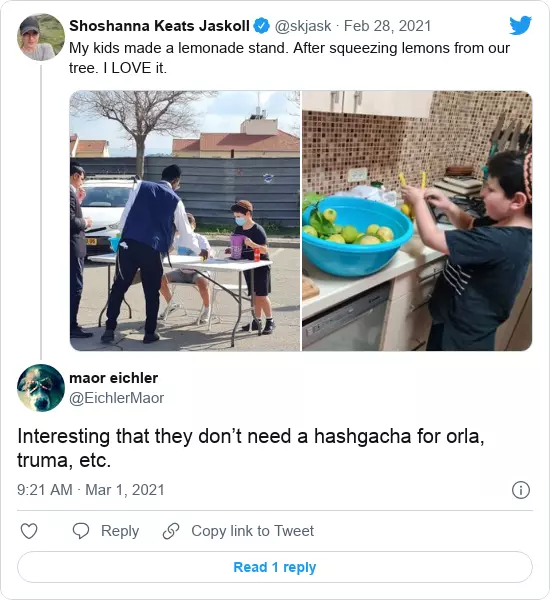 Shoshanna Keats Jaskoll @skjask · Feb 28, 2021
My kids made a lemonade stand. After squeezing lemons from our
tree. I LOVE it.
maor eichler
@EichlerMaor
Interesting that they don’t need a hashgacha for orla,
truma, etc.
9:21 AM · Mar 1, 2021
Reply Copy link to Tweet
Read 1 reply